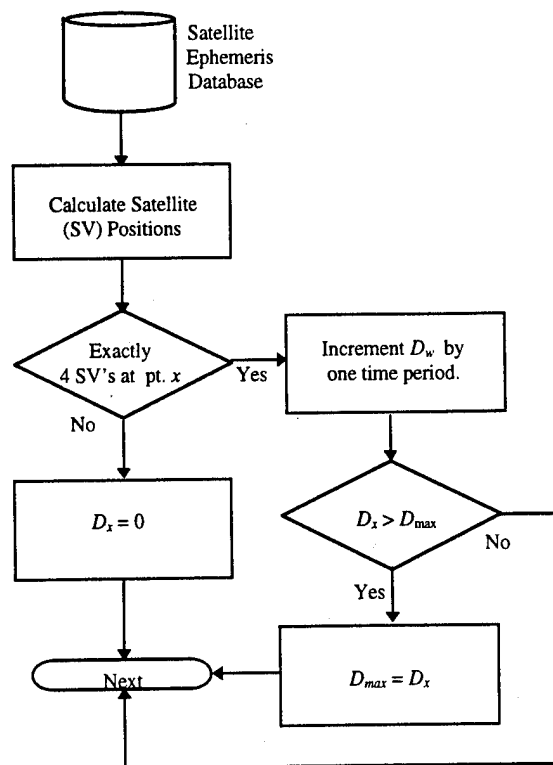 Satellite
Ephemeris
Database
Calculate Satellite
(SV) Positions
Exactly
4 SV's at pt. x
Yes
No
Increment D_w by
one time period.
D_x = 0
D_x > D_max
No
Yes
D_max = D_x
Next